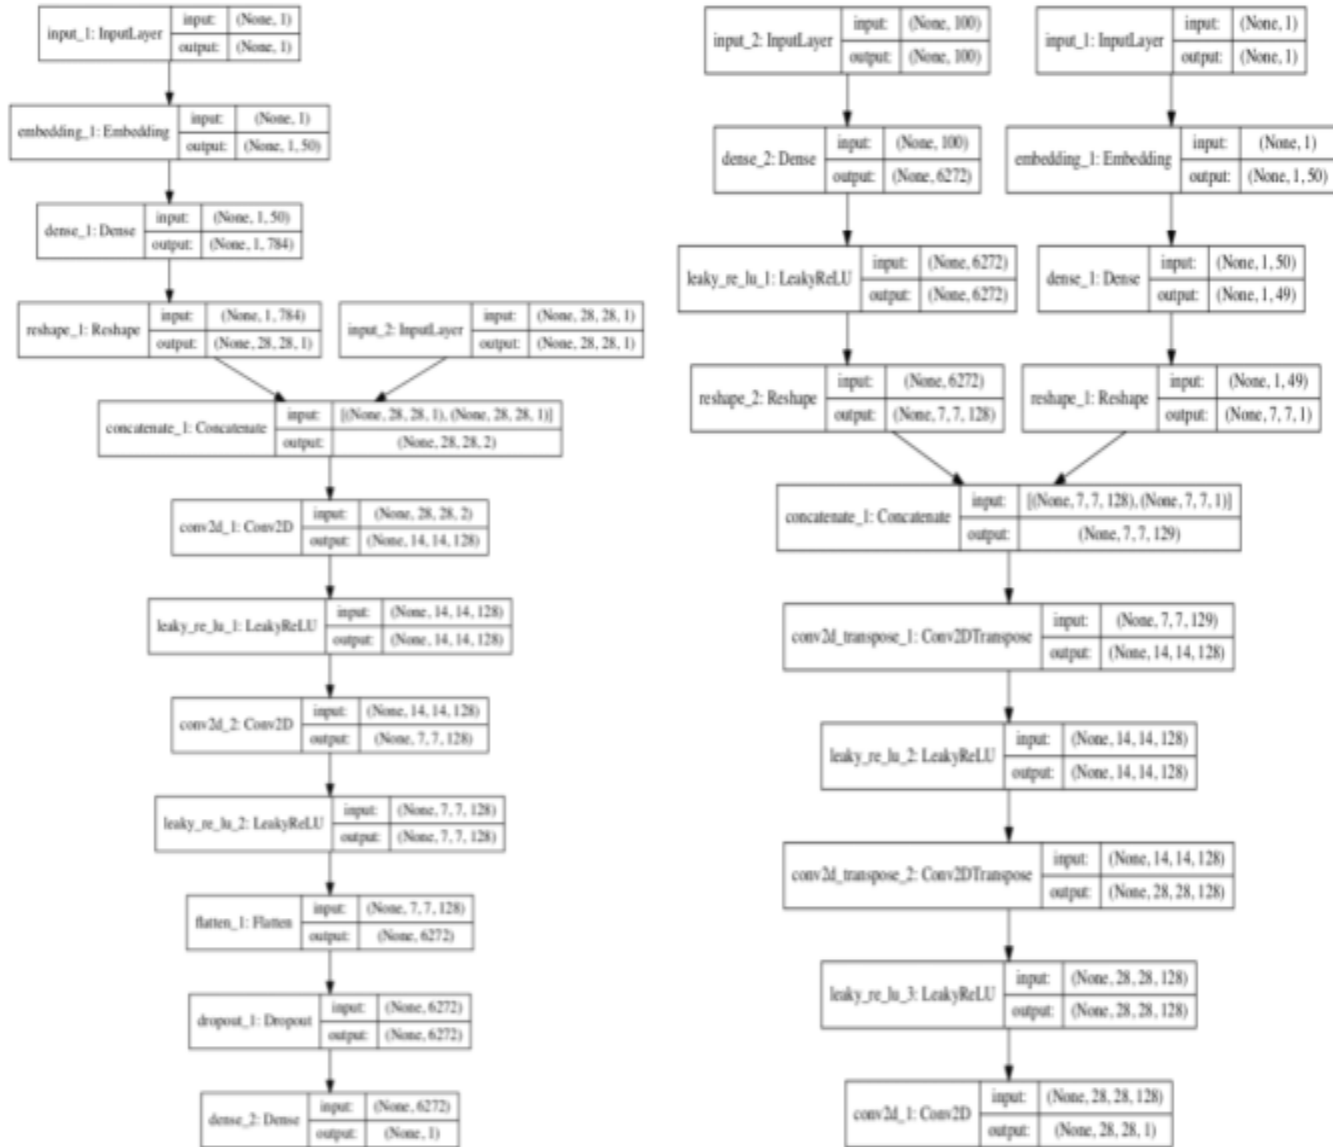 input_1: InputLayer
input: (None, 1)
output: (None, 1)
embedding_1: Embedding
input: (None, 1)
output: (None, 1, 50)
dense_1: Dense
input: (None, 1, 50)
output: (None, 1, 784)
reshape_1: Reshape
input: (None, 1, 784)
output: (None, 28, 28, 1)
input_2: InputLayer
input: (None, 28, 28, 1)
output: (None, 28, 28, 1)
concatenate_1: Concatenate
input: [(None, 28, 28, 1), (None, 28, 28, 1)]
output: (None, 28, 28, 2)
conv2d_1: Conv2D
input: (None, 28, 28, 2)
output: (None, 14, 14, 128)
leaky_re_lu_1: LeakyReLU
input: (None, 14, 14, 128)
output: (None, 14, 14, 128)
conv2d_2: Conv2D
input: (None, 14, 14, 128)
output: (None, 7, 7, 128)
leaky_re_lu_2: LeakyReLU
input: (None, 7, 7, 128)
output: (None, 7, 7, 128)
flatten_1: Flatten
input: (None, 7, 7, 128)
output: (None, 6272)
dropout_1: Dropout
input: (None, 6272)
output: (None, 6272)
dense_2: Dense
input: (None, 6272)
output: (None, 1)
input_2: InputLayer
input: (None, 100)
output: (None, 100)
input_1: InputLayer
input: (None, 1)
output: (None, 1)
dense_2: Dense
input: (None, 100)
output: (None, 6272)
embedding_1: Embedding
input: (None, 1)
output: (None, 1, 50)
leaky_re_lu_1: LeakyReLU
input: (None, 6272)
output: (None, 6272)
dense_1: Dense
input: (None, 1, 50)
output: (None, 1, 49)
reshape_2: Reshape
input: (None, 6272)
output: (None, 7, 7, 128)
reshape_1: Reshape
input: (None, 1, 49)
output: (None, 7, 7, 1)
concatenate_1: Concatenate
input: [(None, 7, 7, 128), (None, 7, 7, 1)]
output: (None, 7, 7, 129)
conv2d_transpose_1: Conv2DTranspose
input: (None, 7, 7, 129)
output: (None, 14, 14, 128)
leaky_re_lu_2: LeakyReLU
input: (None, 14, 14, 128)
output: (None, 14, 14, 128)
conv2d_transpose_2: Conv2DTranspose
input: (None, 14, 14, 128)
output: (None, 28, 28, 128)
leaky_re_lu_3: LeakyReLU
input: (None, 28, 28, 128)
output: (None, 28, 28, 128)
conv2d_1: Conv2D
input: (None, 28, 28, 128)
output: (None, 28, 28, 1)